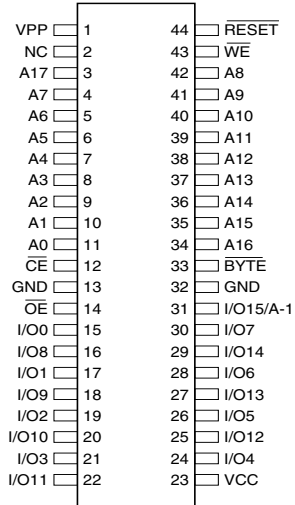 VPP 1 44 RESET
NC 2 43 WE
A17 3 42 A8
A7 4 41 A9
A6 5 40 A10
A5 6 39 A11
A4 7 38 A12
A3 8 37 A13
A2 9 36 A14
A1 10 35 A15
A0 11 34 A16
CE 12 33 BYTE
GND 13 32 GND
OE 14 31 I/O15/A-1
I/O0 15 30 I/O7
I/O8 16 29 I/O14
I/O1 17 28 I/O6
I/O9 18 27 I/O13
I/O2 19 26 I/O5
I/O10 20 25 I/O12
I/O3 21 24 I/O4
I/O11 22 23 VCC